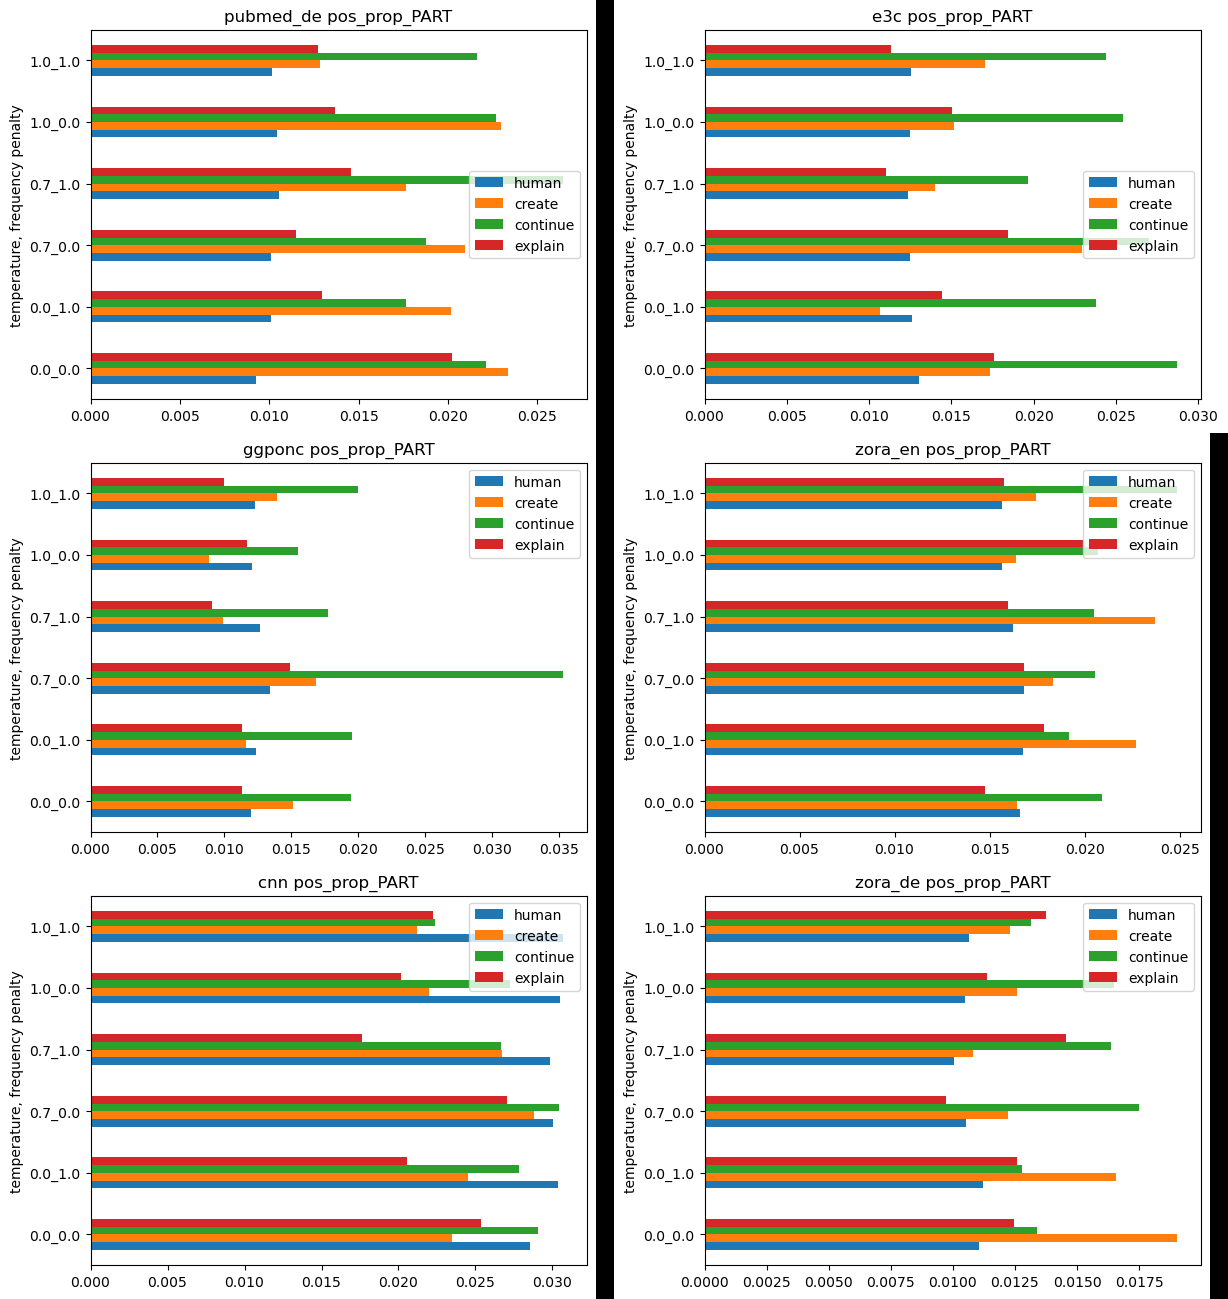 pubmed_de pos_prop_PART
temperature, frequency penalty
1.0_1.0
1.0_0.0
0.7_1.0
0.7_0.0
0.0_1.0
0.0_0.0
0.000 0.005 0.010 0.015 0.020 0.025
human
create
continue
explain
e3c pos_prop_PART
temperature, frequency penalty
1.0_1.0
1.0_0.0
0.7_1.0
0.7_0.0
0.0_1.0
0.0_0.0
0.000 0.005 0.010 0.015 0.020 0.025 0.030
human
create
continue
explain
ggponc pos_prop_PART
temperature, frequency penalty
1.0_1.0
1.0_0.0
0.7_1.0
0.7_0.0
0.0_1.0
0.0_0.0
0.000 0.005 0.010 0.015 0.020 0.025 0.030 0.035
human
create
continue
explain
zora_en pos_prop_PART
temperature, frequency penalty
1.0_1.0
1.0_0.0
0.7_1.0
0.7_0.0
0.0_1.0
0.0_0.0
0.000 0.005 0.010 0.015 0.020 0.025
human
create
continue
explain
cnn pos_prop_PART
temperature, frequency penalty
1.0_1.0
1.0_0.0
0.7_1.0
0.7_0.0
0.0_1.0
0.0_0.0
0.000 0.005 0.010 0.015 0.020 0.025 0.030
human
create
continue
explain
zora_de pos_prop_PART
temperature, frequency penalty
1.0_1.0
1.0_0.0
0.7_1.0
0.7_0.0
0.0_1.0
0.0_0.0
0.0000 0.0025 0.0050 0.0075 0.0100 0.0125 0.0150 0.0175
human
create
continue
explain